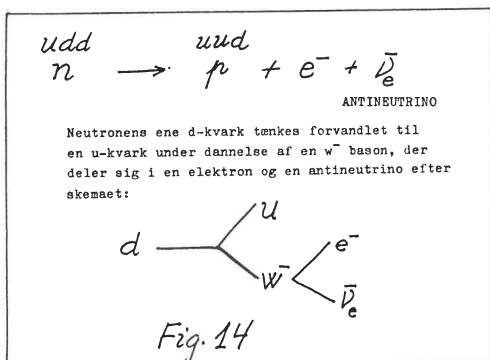 udd uud
n → p + e⁻ + ν̄e
ANTINEUTRINO
Neutronens ene d-kvark tænkes forvandlet til
en u-kvark under dannelse af en w⁻ bason, der
deler sig i en elektron og en antineutrino efter
skemaet:
u
d e⁻
w⁻
ν̄e
Fig. 14